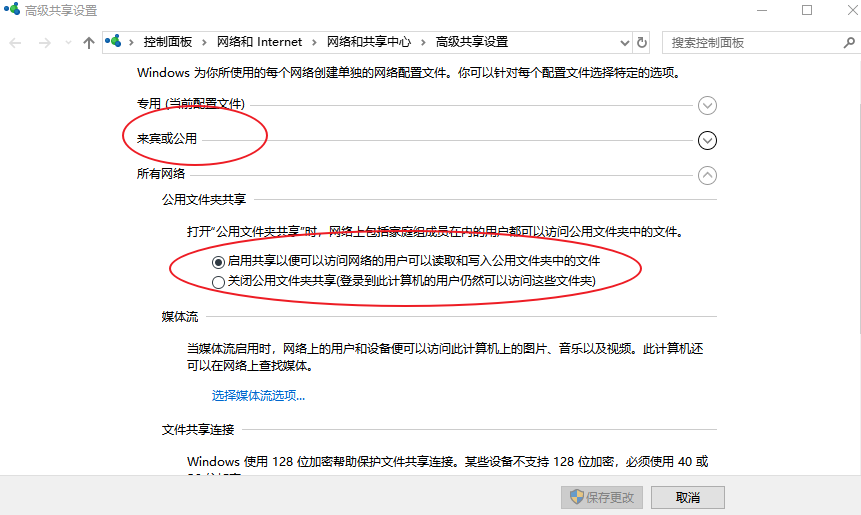 高级共享设置
控制面板 > 网络和 Internet > 网络和共享中心 > 高级共享设置
搜索控制面板
Windows 为你所使用的每个网络创建单独的网络配置文件。你可以针对每个配置文件选择特定的选项。
专用 (当前配置文件)
来宾或公用
所有网络
公用文件夹共享
打开“公用文件夹共享”时，网络上包括家庭组成员在内的用户都可以访问公用文件夹中的文件。
启用共享以便可以访问网络的用户可以读取和写入公用文件夹中的文件
关闭公用文件夹共享(登录到此计算机的用户仍然可以访问这些文件夹)
媒体流
当媒体流启用时，网络上的用户和设备便可以访问此计算机上的图片、音乐以及视频。此计算机还
可以在网络上查找媒体。
选择媒体流选项...
文件共享连接
Windows 使用 128 位加密帮助保护文件共享连接。某些设备不支持 128 位加密，必须使用 40 或
保存更改
取消